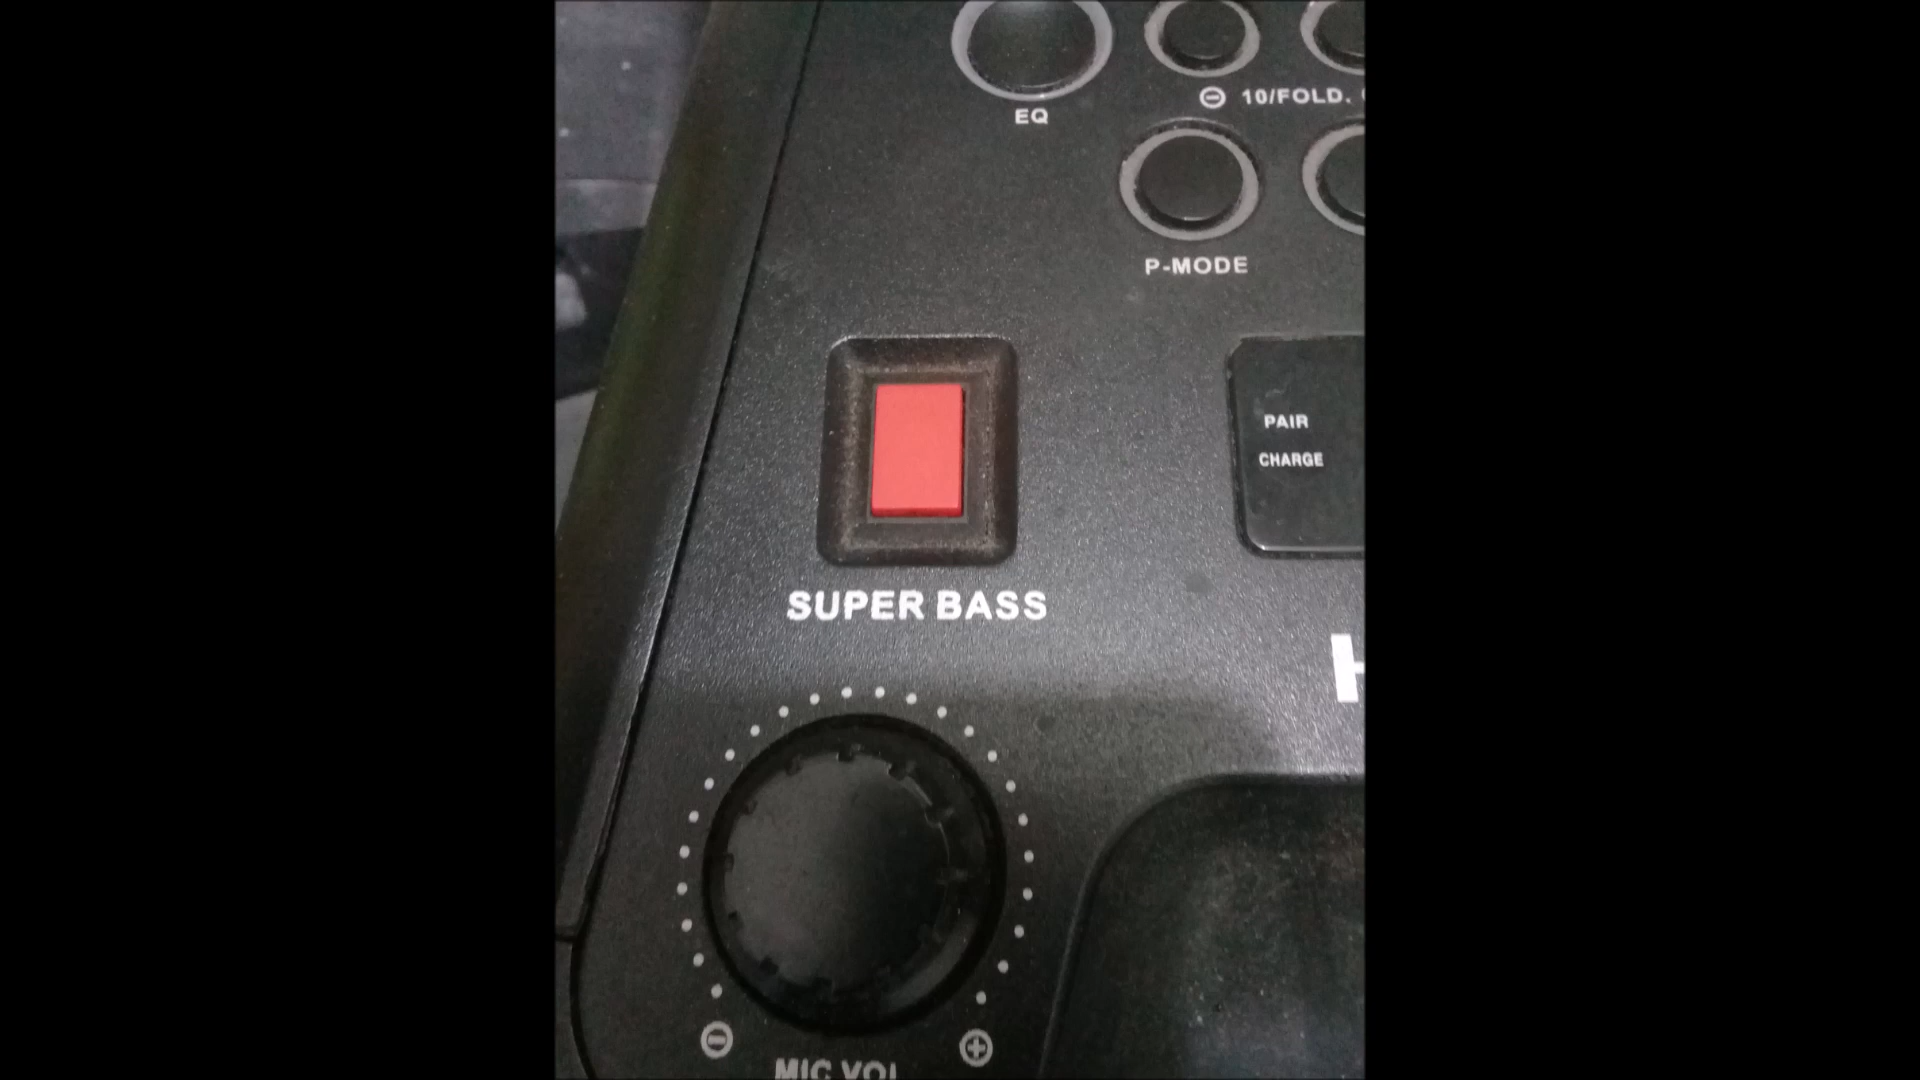 EQ
10/FOLD.
P-MODE
PAIR
CHARGE
SUPER BASS
H
MIC VOL